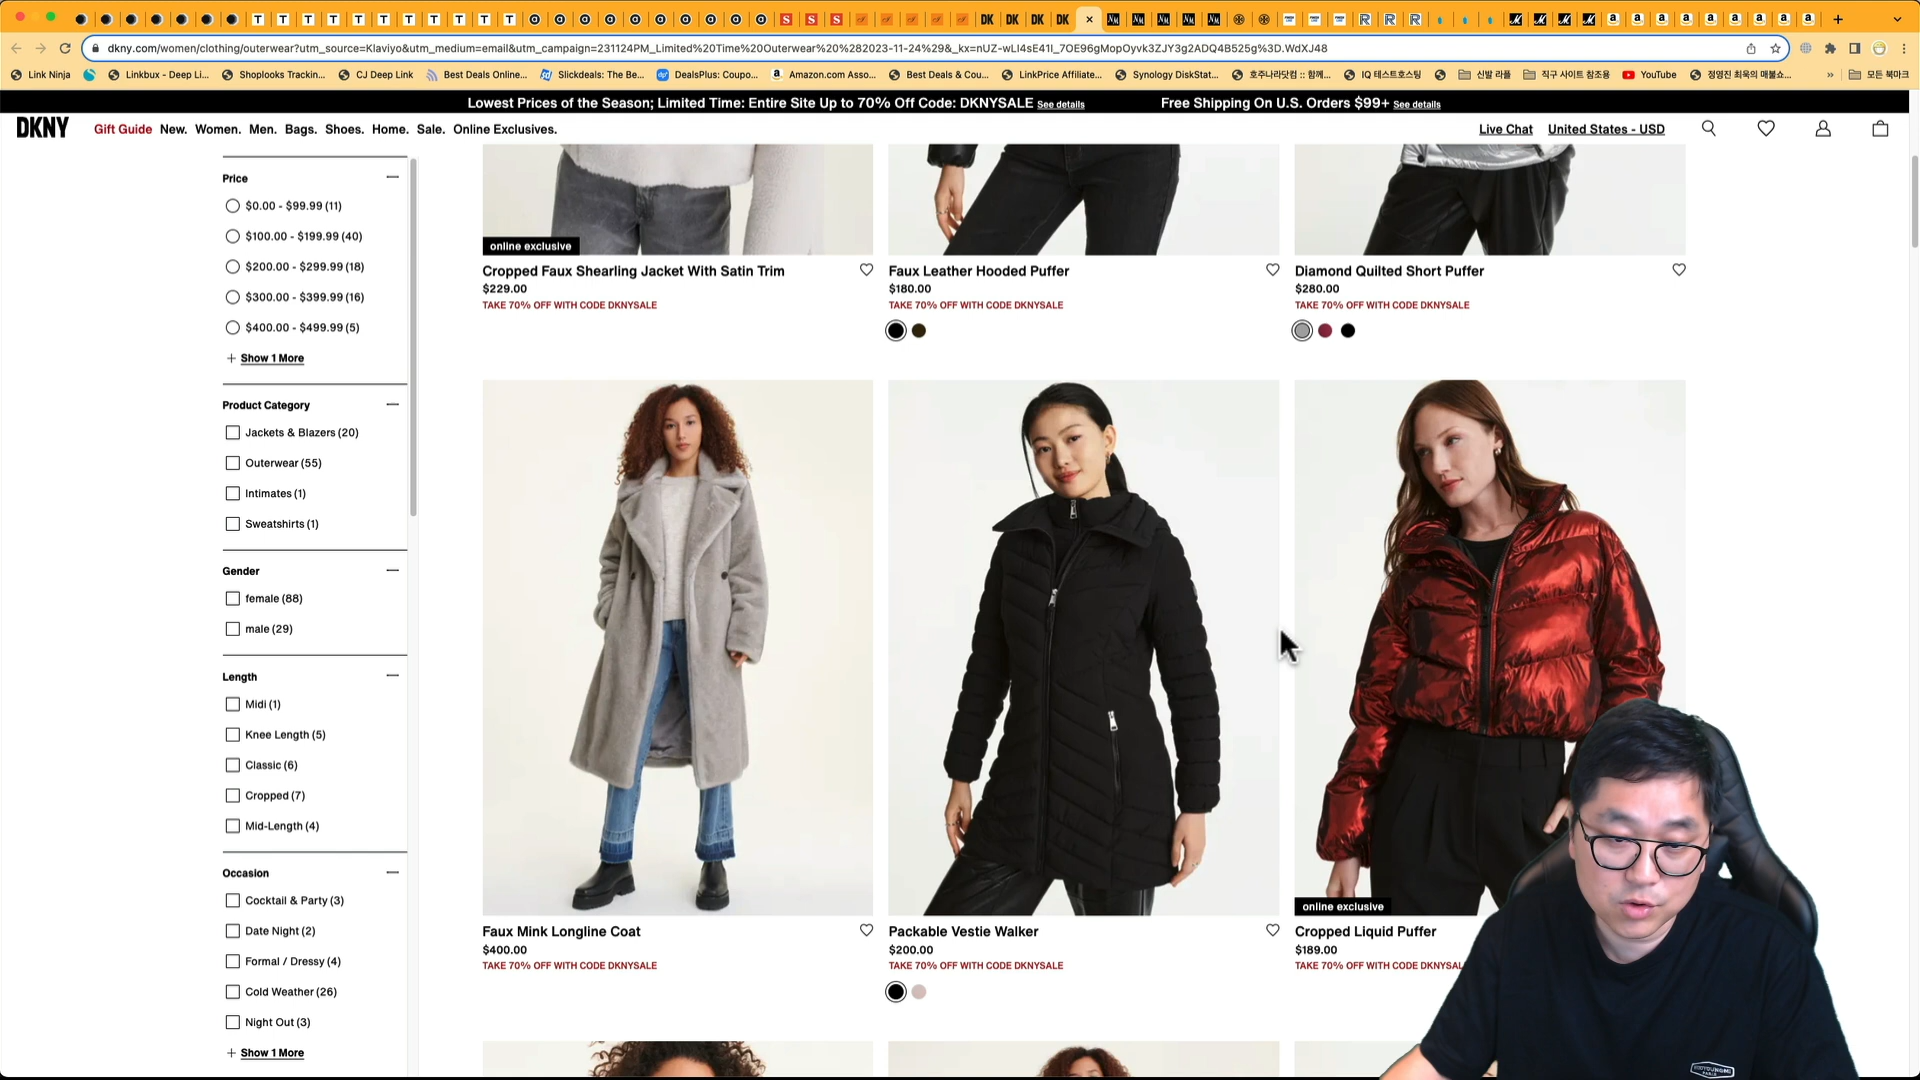 dkny.com/women/clothing/outerwear?utm_source=Klaviyo&utm_medium=email&utm_campaign=231124PM_Limited%20Time%20Outerwear%20%282023-11-24%29&_kx=nUZ-wLI4sE41I_7OE96gMopOyvk3ZJY3g2ADQ4B525g%3D.WdXJ48
Link Ninja
Linkbux - Deep Li...
Shoplooks Trackin...
CJ Deep Link
Best Deals Online...
Slickdeals: The Be...
DealsPlus: Coupo...
Amazon.com Asso...
Best Deals & Cou...
LinkPrice Affiliate...
Synology DiskStat...
호주나라닷컴 :: 함께...
IQ 테스트호스팅
신발 라플
직구 사이트 참조용
YouTube
정영진 최욱의 매불쇼...
»
모든 북마크
Lowest Prices of the Season; Limited Time: Entire Site Up to 70% Off Code: DKNYSALE See details
Free Shipping On U.S. Orders $99+ See details
DKNY
Gift Guide New. Women. Men. Bags. Shoes. Home. Sale. Online Exclusives.
Live Chat United States - USD
Price
$0.00 - $99.99 (11)
$100.00 - $199.99 (40)
$200.00 - $299.99 (18)
$300.00 - $399.99 (16)
$400.00 - $499.99 (5)
+ Show 1 More
Product Category
Jackets & Blazers (20)
Outerwear (55)
Intimates (1)
Sweatshirts (1)
Gender
female (88)
male (29)
Length
Midi (1)
Knee Length (5)
Classic (6)
Cropped (7)
Mid-Length (4)
Occasion
Cocktail & Party (3)
Date Night (2)
Formal / Dressy (4)
Cold Weather (26)
Night Out (3)
+ Show 1 More
online exclusive
Cropped Faux Shearling Jacket With Satin Trim
$229.00
TAKE 70% OFF WITH CODE DKNYSALE
Faux Leather Hooded Puffer
$180.00
TAKE 70% OFF WITH CODE DKNYSALE
Diamond Quilted Short Puffer
$280.00
TAKE 70% OFF WITH CODE DKNYSALE
Faux Mink Longline Coat
$400.00
TAKE 70% OFF WITH CODE DKNYSALE
Packable Vestie Walker
$200.00
TAKE 70% OFF WITH CODE DKNYSALE
online exclusive
Cropped Liquid Puffer
$189.00
TAKE 70% OFF WITH CODE DKNYSAL